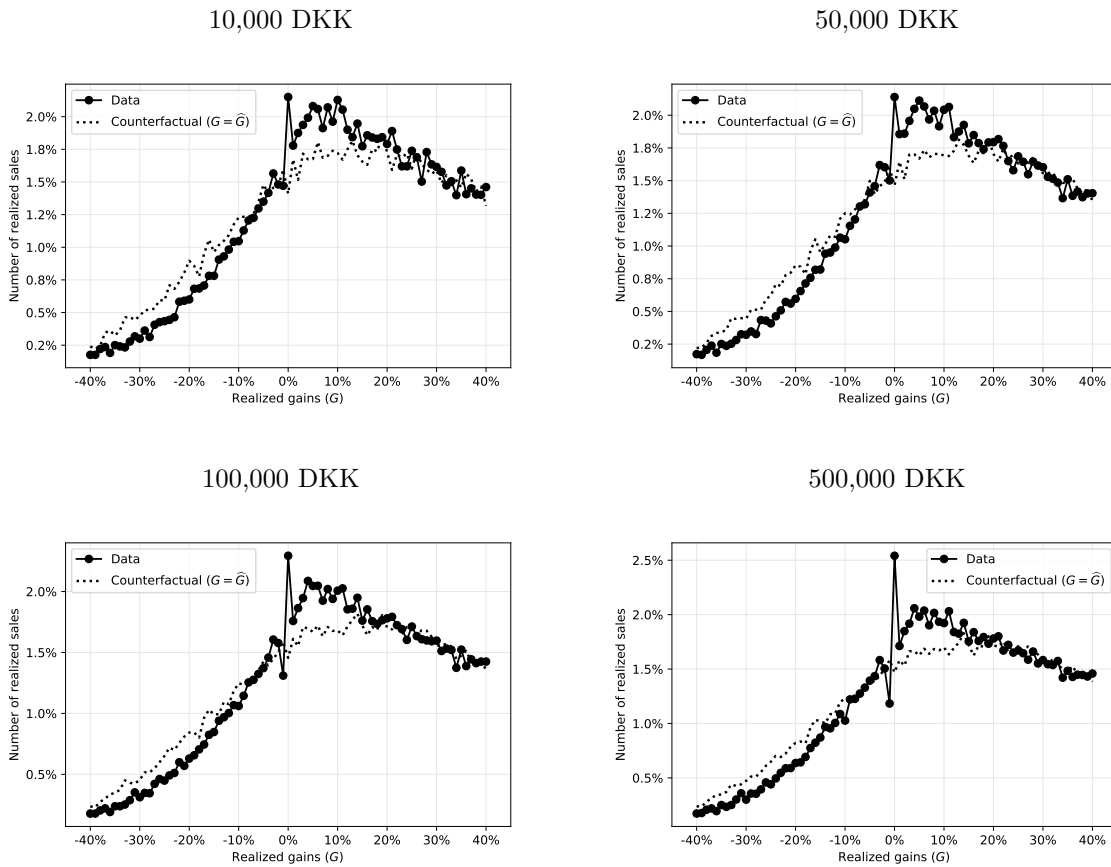 10,000 DKK
Data
Counterfactual (G = Ĝ)
Number of realized sales
2.0%
1.8%
1.5%
1.2%
1.0%
0.8%
0.5%
0.2%
-40% -30% -20% -10% 0% 10% 20% 30% 40%
Realized gains (G)
50,000 DKK
Data
Counterfactual (G = Ĝ)
Number of realized sales
2.0%
1.8%
1.5%
1.2%
1.0%
0.8%
0.5%
0.2%
-40% -30% -20% -10% 0% 10% 20% 30% 40%
Realized gains (G)
100,000 DKK
Data
Counterfactual (G = Ĝ)
Number of realized sales
2.0%
1.5%
1.0%
0.5%
-40% -30% -20% -10% 0% 10% 20% 30% 40%
Realized gains (G)
500,000 DKK
Data
Counterfactual (G = Ĝ)
Number of realized sales
2.5%
2.0%
1.5%
1.0%
0.5%
-40% -30% -20% -10% 0% 10% 20% 30% 40%
Realized gains (G)